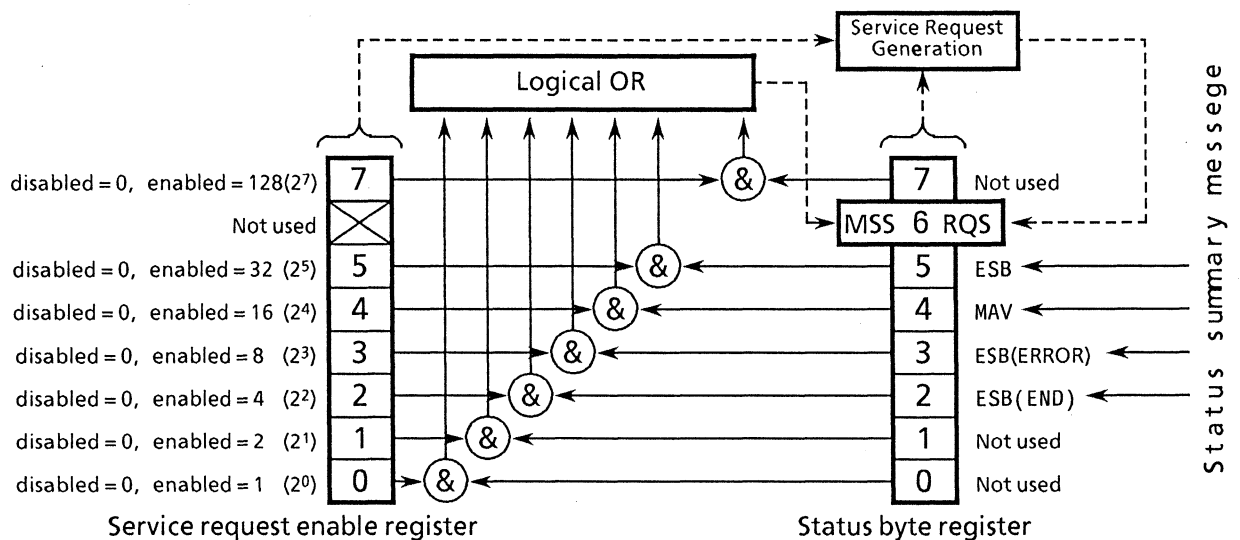 Service Request
Generation
Logical OR
disabled = 0, enabled = 128(2⁷) 7 & 7 Not used
Not used MSS 6 RQS
disabled = 0, enabled = 32 (2⁵) 5 & 5 ESB
disabled = 0, enabled = 16 (2⁴) 4 & 4 MAV
disabled = 0, enabled = 8 (2³) 3 & 3 ESB(ERROR)
disabled = 0, enabled = 4 (2²) 2 & 2 ESB(END)
disabled = 0, enabled = 2 (2¹) 1 & 1 Not used
disabled = 0, enabled = 1 (2⁰) 0 & 0 Not used
Service request enable register
Status byte register
Status summary messege